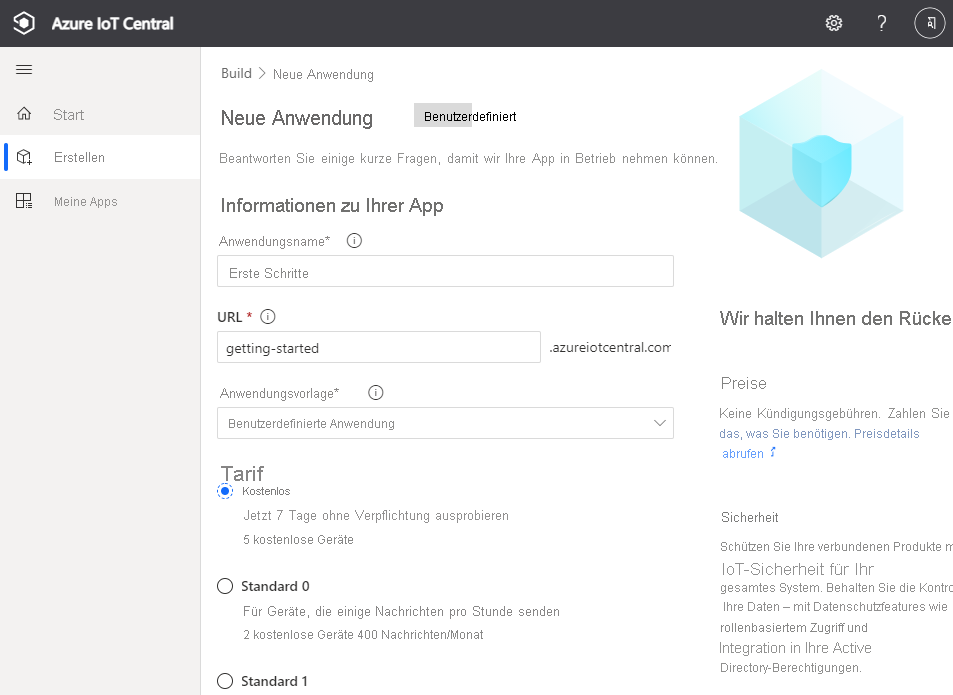 Azure IoT Central
?
Start
Erstellen
Meine Apps
Build > Neue Anwendung
Neue Anwendung Benutzerdefiniert
Beantworten Sie einige kurze Fragen, damit wir Ihre App in Betrieb nehmen können.
Informationen zu Ihrer App
Anwendungsname*
Erste Schritte
URL *
getting-started .azureiotcentral.com
Anwendungsvorlage*
Benutzerdefinierte Anwendung
Tarif
Kostenlos
Jetzt 7 Tage ohne Verpflichtung ausprobieren
5 kostenlose Geräte
Standard 0
Für Geräte, die einige Nachrichten pro Stunde senden
2 kostenlose Geräte 400 Nachrichten/Monat
Standard 1
Wir halten Ihnen den Rücke
Preise
Keine Kündigungsgebühren. Zahlen Sie
das, was Sie benötigen. Preisdetails
abrufen
Sicherheit
Schützen Sie Ihre verbundenen Produkte m
IoT-Sicherheit für Ihr
gesamtes System. Behalten Sie die Kontro
Ihre Daten – mit Datenschutzfeatures wie
rollenbasiertem Zugriff und
Integration in Ihre Active
Directory-Berechtigungen.